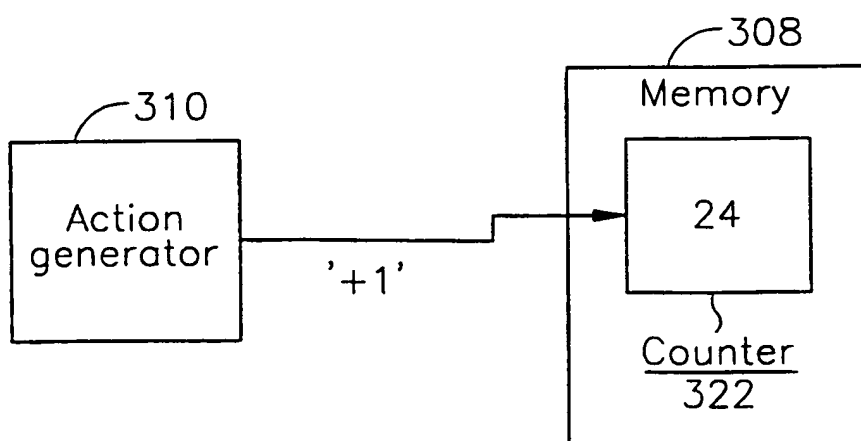 308
Memory
310
Action
generator
'+1'
24
Counter
322